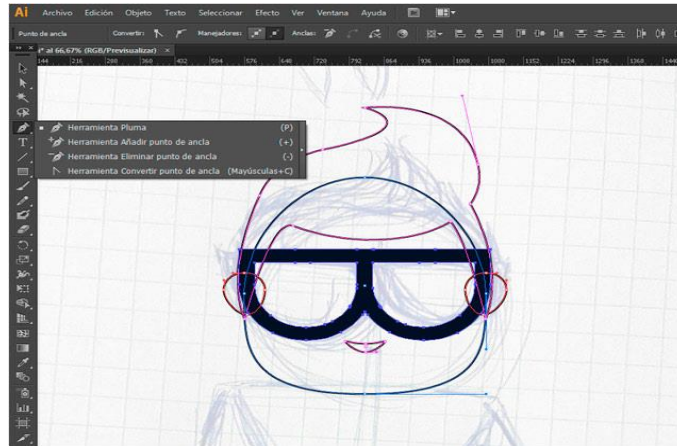 Ai Archivo Edición Objeto Texto Seleccionar Efecto Ver Ventana Ayuda
Punto de ancla Convertir: Manejadores: Anclas:
* al 66,67% (RGB/Previsualizar) ×
144 216 288 360 432 504 576 648 720 792 864 936 1008 1080 1152 1224 1296 1368
Herramienta Pluma (P)
Herramienta Añadir punto de ancla (+)
Herramienta Eliminar punto de ancla (-)
Herramienta Convertir punto de ancla (Mayúsculas+C)